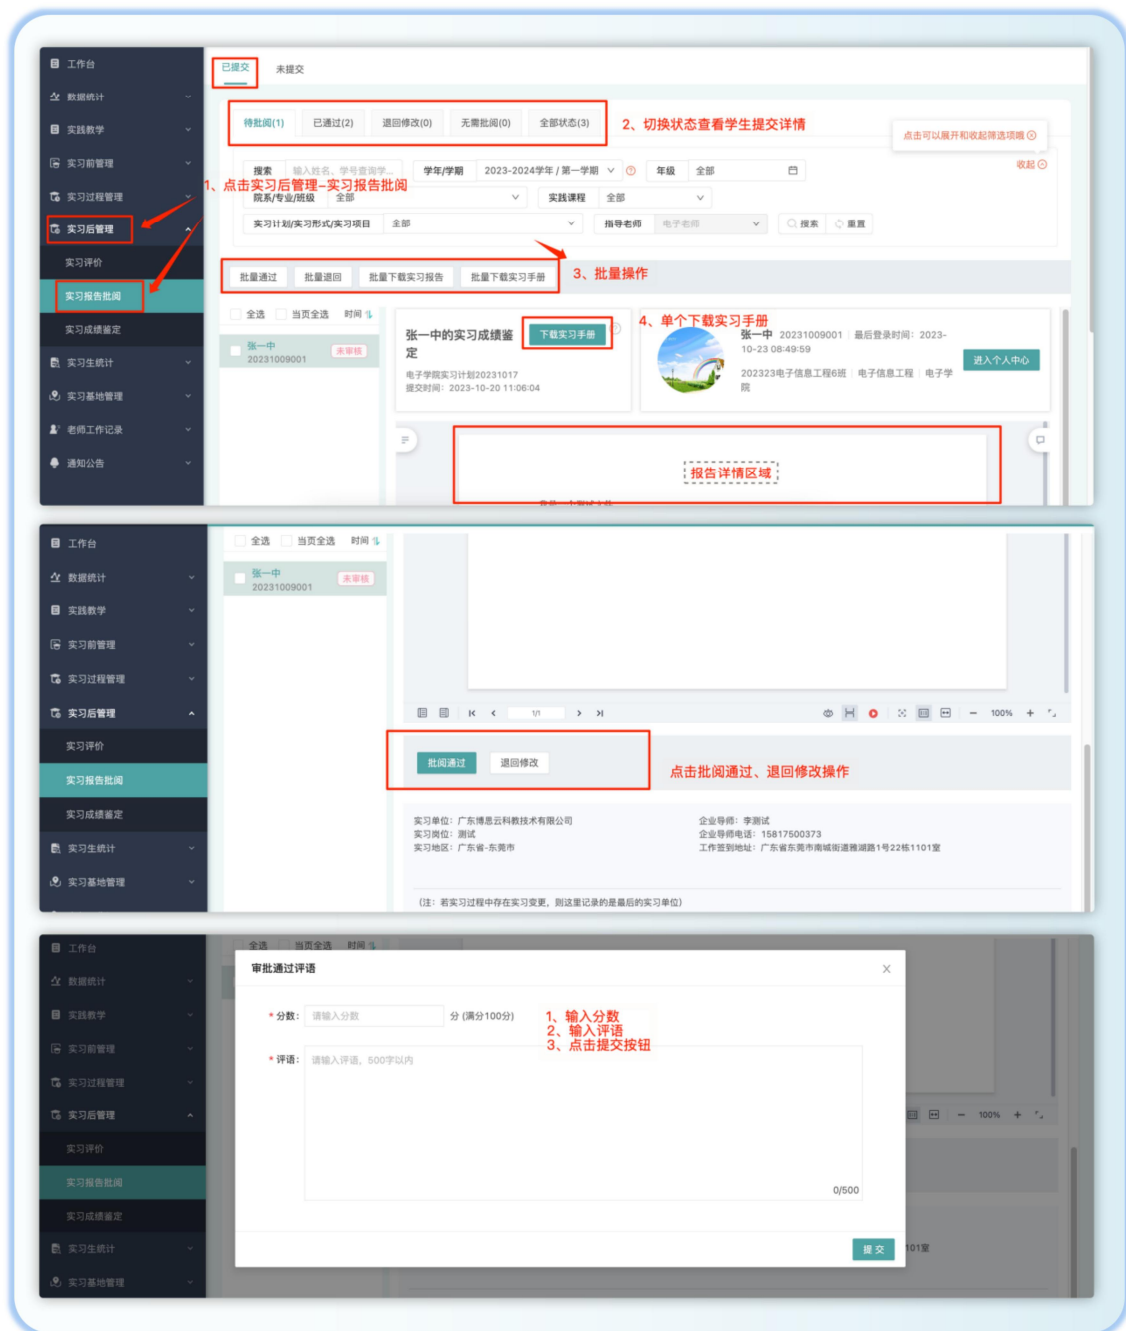 工作台
数据统计
实践教学
实习前管理
实习过程管理
实习后管理
实习评价
实习报告批阅
实习成绩鉴定
实习生统计
实习基地管理
老师工作记录
通知公告
已提交 未提交
待批阅(1) 已通过(2) 退回修改(0) 无需批阅(0) 全部状态(3)
2、切换状态查看学生提交详情
点击可以展开和收起筛选项哦
搜索 输入姓名、学号查询学... 学年/学期 2023-2024学年 / 第一学期 年级 全部 收起
1、点击实习后管理-实习报告批阅
院系/专业/班级 全部 实践课程 全部
实习计划/实习形式/实习项目 全部 指导老师 电子老师 搜索 重置
批量通过 批量退回 批量下载实习报告 批量下载实习手册
3、批量操作
全选 当页全选 时间
张一中
20231009001
未审核
张一中的实习成绩鉴定
下载实习手册
电子学院实习计划20231017
提交时间：2023-10-20 11:06:04
4、单个下载实习手册
张一中 20231009001 最后登录时间：2023-
10-23 08:49:59
202323电子信息工程6班 电子信息工程 电子学
院
进入个人中心
报告详情区域
工作台
数据统计
实践教学
实习前管理
实习过程管理
实习后管理
实习评价
实习报告批阅
实习成绩鉴定
实习生统计
实习基地管理
全选 当页全选 时间
张一中
20231009001
未审核
1/1
100%
批阅通过 退回修改
点击批阅通过、退回修改操作
实习单位：广东博思云科教技术有限公司
实习岗位：测试
实习地区：广东省-东莞市
企业导师：李测试
企业导师电话：15817500373
工作签到地址：广东省东莞市南城街道雅湖路1号22栋1101室
(注：若实习过程中存在实习变更，则这里记录的是最后的实习单位)
工作台
数据统计
实践教学
实习前管理
实习过程管理
实习后管理
实习评价
实习报告批阅
实习成绩鉴定
实习生统计
实习基地管理
全选 当页全选 时间
审批通过评语
* 分数： 请输入分数 分 (满分100分)
1、输入分数
2、输入评语
3、点击提交按钮
* 评语： 请输入评语，500字以内
0/500
提 交
100%
101室